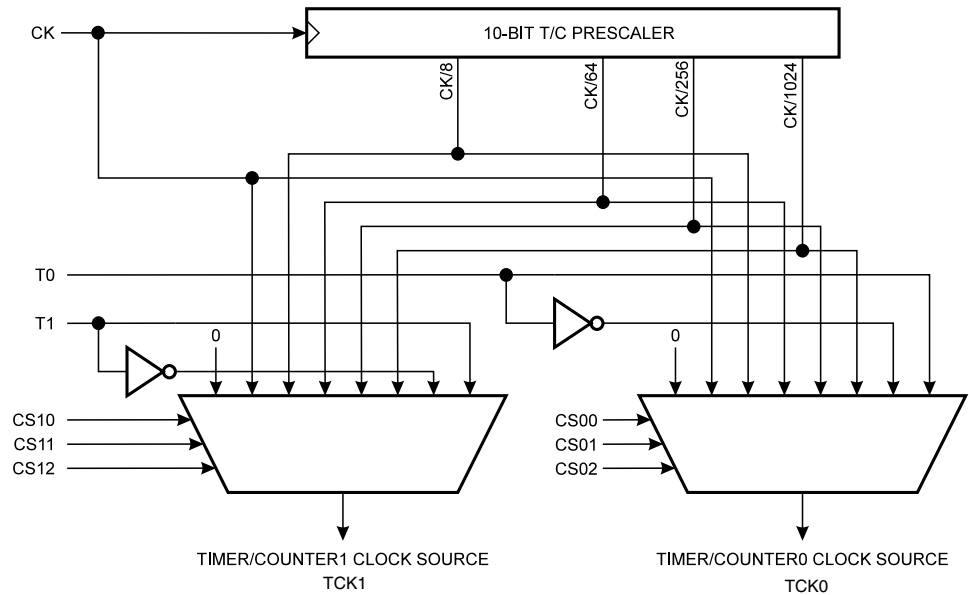 CK
10-BIT T/C PRESCALER
CK/8
CK/64
CK/256
CK/1024
T0
T1
0
0
CS10
CS11
CS12
CS00
CS01
CS02
TIMER/COUNTER1 CLOCK SOURCE
TCK1
TIMER/COUNTER0 CLOCK SOURCE
TCK0